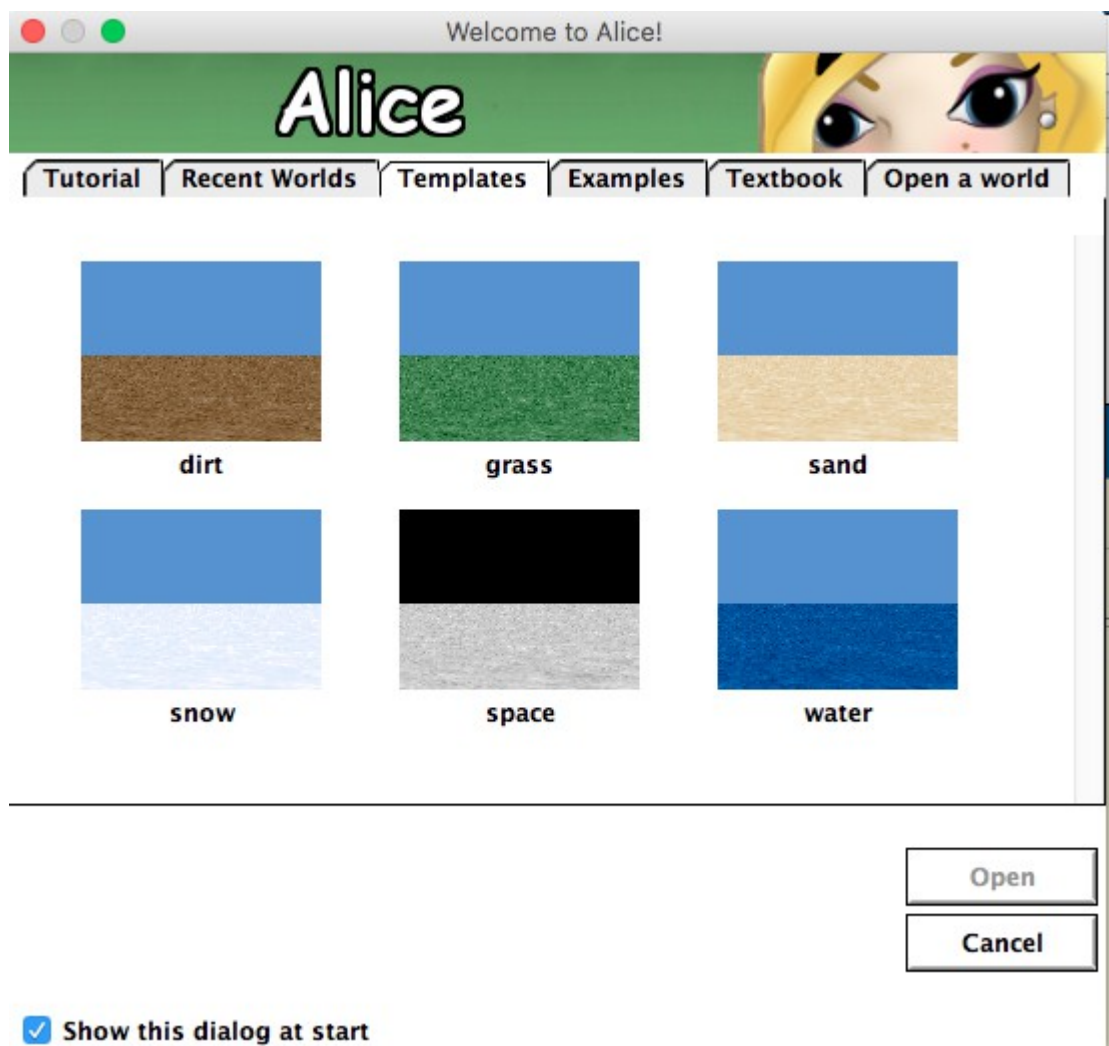 Welcome to Alice!
Alice
Tutorial Recent Worlds Templates Examples Textbook Open a world
dirt grass sand
snow space water
Open
Cancel
Show this dialog at start